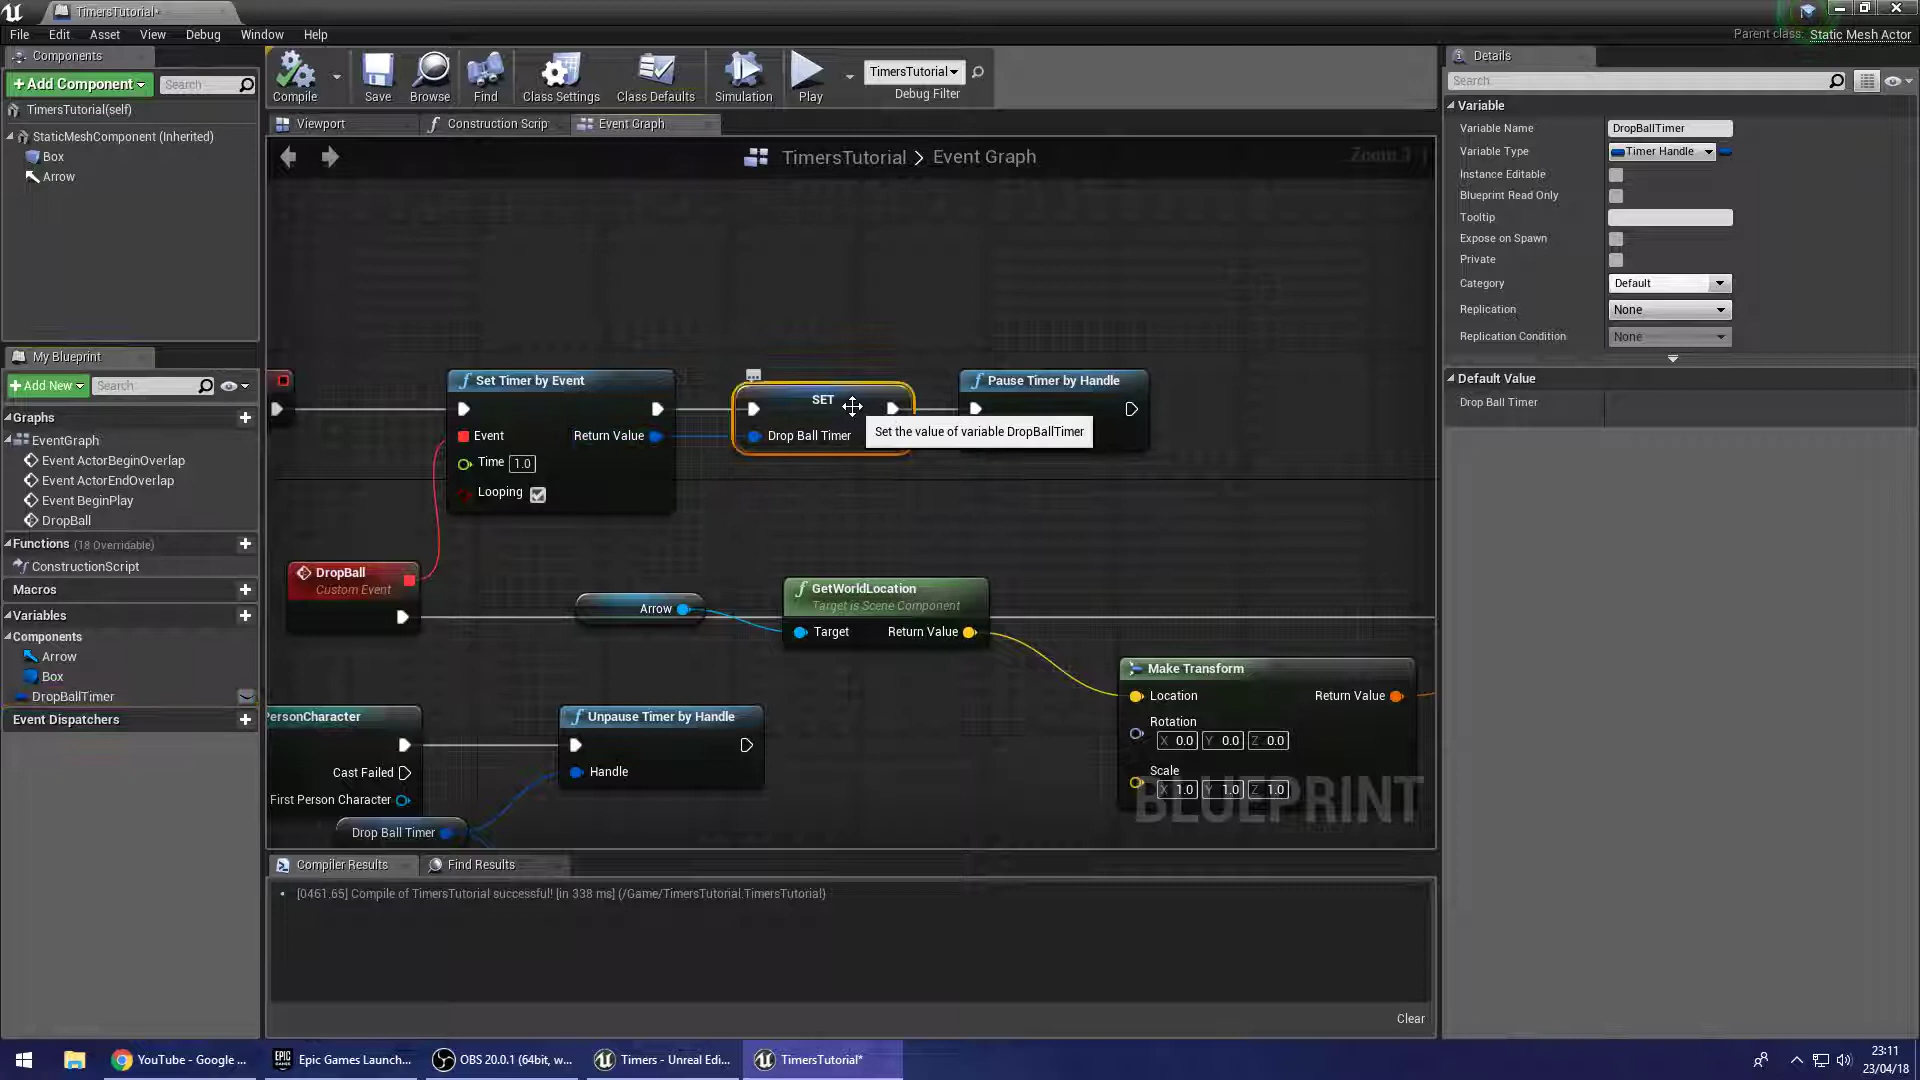 TimersTutorial*
File Edit Asset View Debug Window Help
Parent class: Static Mesh Actor
Components
+Add Component
Search
TimersTutorial(self)
StaticMeshComponent (Inherited)
Box
Arrow
Compile
Save
Browse
Find
Class Settings
Class Defaults
Simulation
Play
TimersTutorial
Debug Filter
Viewport
Construction Scrip
Event Graph
TimersTutorial > Event Graph
My Blueprint
+Add New
Search
Graphs
EventGraph
Event ActorBeginOverlap
Event ActorEndOverlap
Event BeginPlay
DropBall
Functions (18 Overridable)
ConstructionScript
Macros
Variables
Components
Arrow
Box
DropBallTimer
Event Dispatchers
Set Timer by Event
Event
Return Value
Time 1.0
Looping
SET
Drop Ball Timer
Set the value of variable DropBallTimer
Pause Timer by Handle
DropBall
Custom Event
Arrow
GetWorldLocation
Target is Scene Component
Target
Return Value
Make Transform
Location
Return Value
Rotation
X 0.0 Y 0.0 Z 0.0
Scale
X 1.0 Y 1.0 Z 1.0
BLUEPRINT
PersonCharacter
Cast Failed
First Person Character
Unpause Timer by Handle
Handle
Drop Ball Timer
Compiler Results
Find Results
[0461.65] Compile of TimersTutorial successful! [in 338 ms] (/Game/TimersTutorial.TimersTutorial)
Clear
Details
Search
Variable
Variable Name DropBallTimer
Variable Type Timer Handle
Instance Editable
Blueprint Read Only
Tooltip
Expose on Spawn
Private
Category Default
Replication None
Replication Condition None
Default Value
Drop Ball Timer
YouTube - Google ...
EPIC GAMES
Epic Games Launch...
OBS 20.0.1 (64bit, w...
Timers - Unreal Edi...
TimersTutorial*
23:11
23/04/18